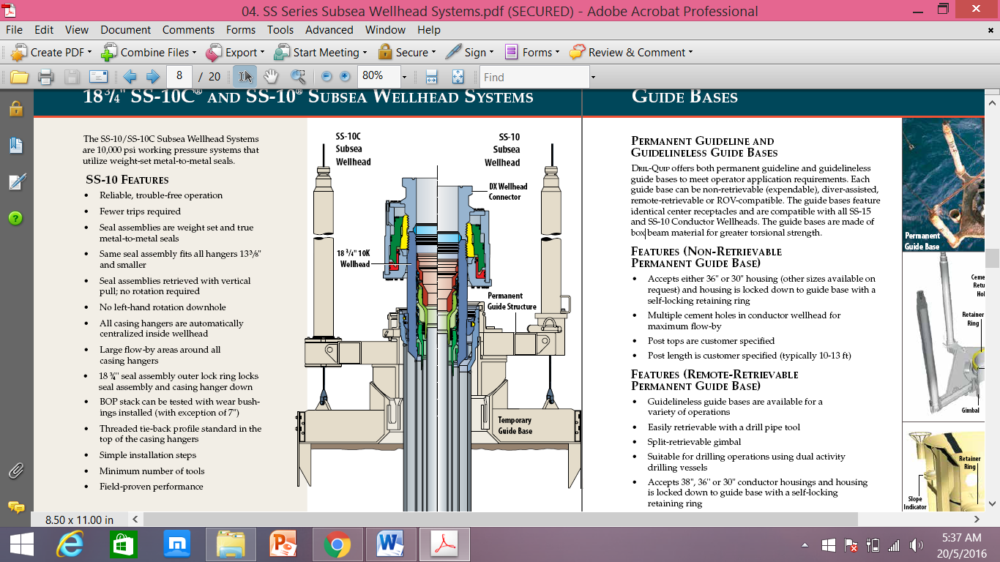 04. SS Series Subsea Wellhead Systems.pdf (SECURED) - Adobe Acrobat Professional
File Edit View Document Comments Forms Tools Advanced Window Help
Create PDF Combine Files Export Start Meeting Secure Sign Forms Review & Comment
8 / 20 80% Find
18 3/4" SS-10C® AND SS-10® SUBSEA WELLHEAD SYSTEMS
The SS-10/SS-10C Subsea Wellhead Systems
are 10,000 psi working pressure systems that
utilize weight-set metal-to-metal seals.
SS-10 FEATURES
• Reliable, trouble-free operation
• Fewer trips required
• Seal assemblies are weight set and true
metal-to-metal seals
• Same seal assembly fits all hangers 13 3/8"
and smaller
• Seal assemblies retrieved with vertical
pull; no rotation required
• No left-hand rotation downhole
• All casing hangers are automatically
centralized inside wellhead
• Large flow-by areas around all
casing hangers
• 18 3/4" seal assembly outer lock ring locks
seal assembly and casing hanger down
• BOP stack can be tested with wear bush-
ings installed (with exception of 7")
• Threaded tie-back profile standard in the
top of the casing hangers
• Simple installation steps
• Minimum number of tools
• Field-proven performance
SS-10C
Subsea
Wellhead
SS-10
Subsea
Wellhead
DX Wellhead
Connector
18 3/4" 10K
Wellhead
Permanent
Guide Structure
Temporary
Guide Base
GUIDE BASES
PERMANENT GUIDELINE AND
GUIDELINELESS GUIDE BASES
DRIL-QUIP offers both permanent guideline and guidelineless
guide bases to meet operator application requirements. Each
guide base can be non-retrievable (expendable), diver-assisted,
remote-retrievable or ROV-compatible. The guide bases feature
identical center receptacles and are compatible with all SS-15
and SS-10 Conductor Wellheads. The guide bases are made of
box beam material for greater torsional strength.
FEATURES (NON-RETRIEVABLE
PERMANENT GUIDE BASE)
• Accepts either 36" or 30" housing (other sizes available on
request) and housing is locked down to guide base with a
self-locking retaining ring
• Multiple cement holes in conductor wellhead for
maximum flow-by
• Post tops are customer specified
• Post length is customer specified (typically 10-13 ft)
FEATURES (REMOTE-RETRIEVABLE
PERMANENT GUIDE BASE)
• Guidelineless guide bases are available for a
variety of operations
• Easily retrievable with a drill pipe tool
• Split-retrievable gimbal
• Suitable for drilling operations using dual activity
drilling vessels
• Accepts 38", 36" or 30" conductor housings and housing
is locked down to guide base with a self-locking
retaining ring
Permanent
Guide Base
Ceme
Retu
Hol
Retainer
Ring
Gimbal
Retainer
Ring
Slope
Indicator
8.50 x 11.00 in
5:37 AM
20/5/2016